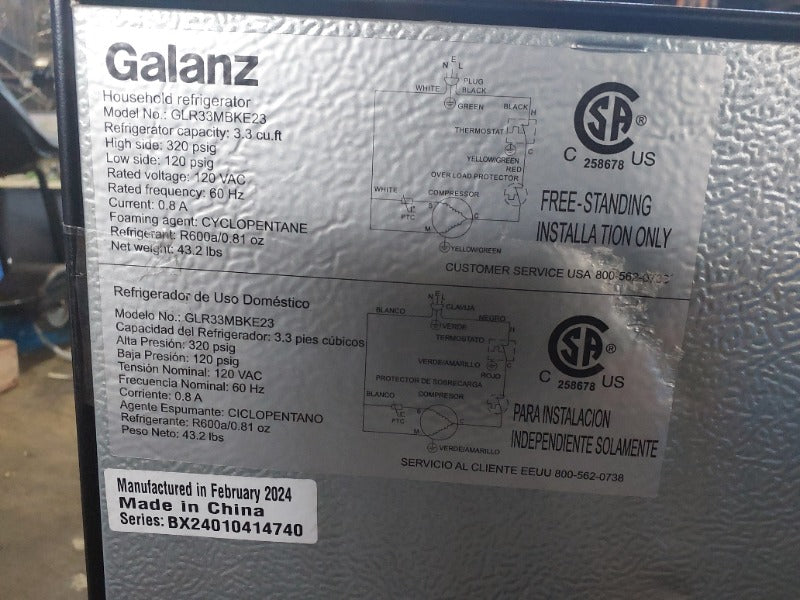 Galanz
Household refrigerator
Model No.: GLR33MBKE23
Refrigerator capacity: 3.3 cu.ft
High side: 320 psig
Low side: 120 psig
Rated voltage: 120 VAC
Rated frequency: 60 Hz
Current: 0.8 A
Foaming agent: CYCLOPENTANE
Refrigerant: R600a/0.81 oz
Net weight: 43.2 lbs
E
N L
PLUG
WHITE BLACK
GREEN
BLACK
H
THERMOSTAT
C
YELLOW/GREEN
RED
OVER LOAD PROTECTOR
WHITE
COMPRESSOR
PTC
S
C
M
YELLOW/GREEN
CSA ®
C 258678 US
FREE-STANDING
INSTALLATION ONLY
CUSTOMER SERVICE USA 800-562-0738
Refrigerador de Uso Doméstico
Modelo No.: GLR33MBKE23
Capacidad del Refrigerador: 3.3 pies cúbicos
Alta Presión: 320 psig
Baja Presión: 120 psig
Tensión Nominal: 120 VAC
Frecuencia Nominal: 60 Hz
Corriente: 0.8 A
Agente Espumante: CICLOPENTANO
Refrigerante: R600a/0.81 oz
Peso Neto: 43.2 lbs
E
N L
BLANCO CLAVIJA
VERDE
NEGRO
H
TERMOSTATO
C
VERDE/AMARILLO
ROJO
PROTECTOR DE SOBRECARGA
BLANCO
COMPRESOR
PTC
S
C
M
VERDE/AMARILLO
CSA ®
C 258678 US
PARA INSTALACION
INDEPENDIENTE SOLAMENTE
SERVICIO AL CLIENTE EEUU 800-562-0738
Manufactured in February 2024
Made in China
Series: BX24010414740